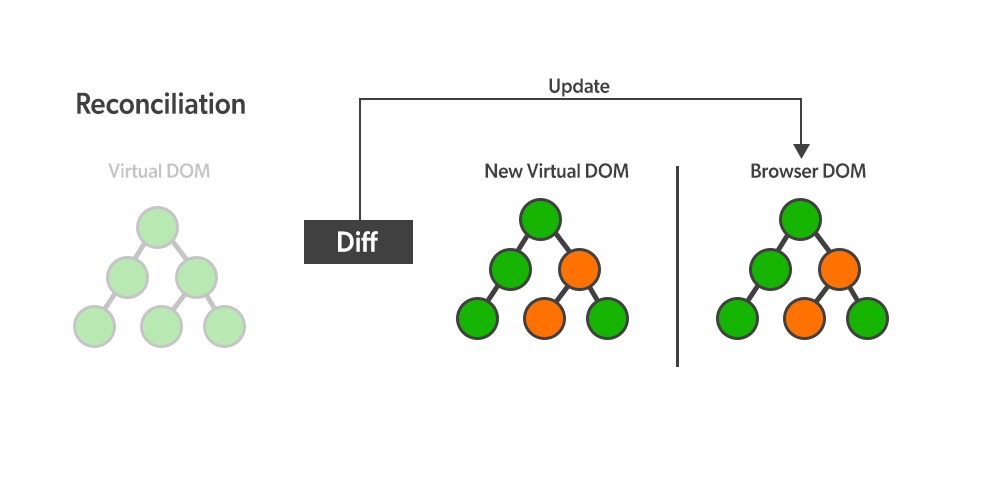 Reconciliation
Update
Virtual DOM
Diff
New Virtual DOM
Browser DOM